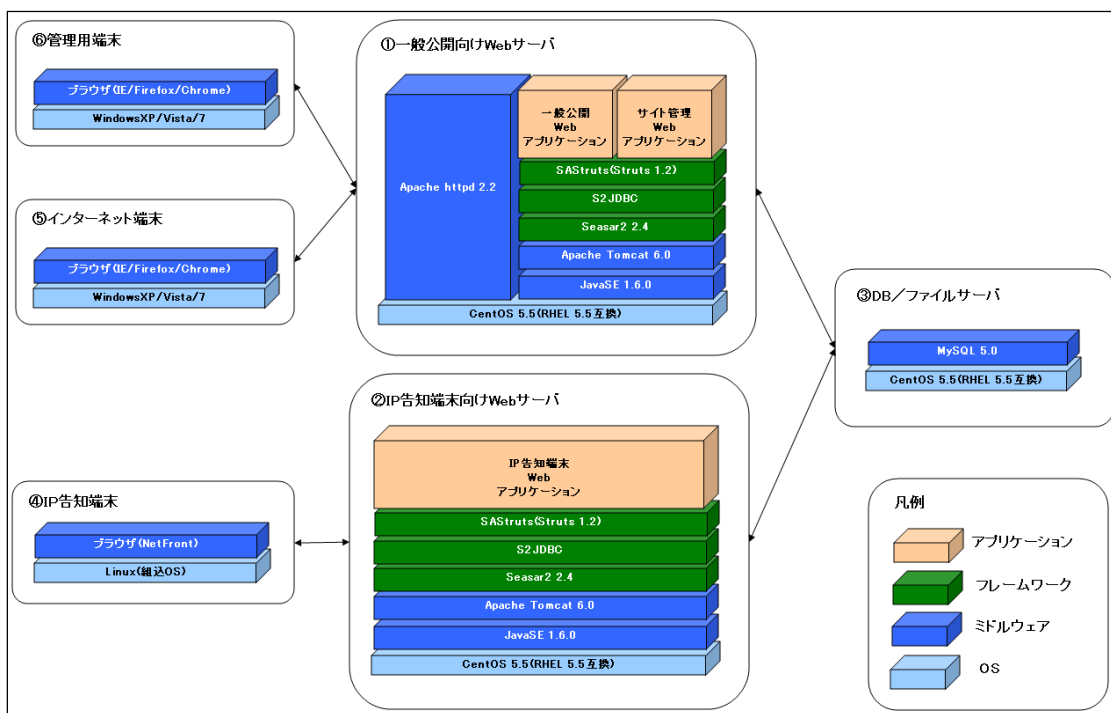 ⑥管理用端末
ブラウザ(IE/Firefox/Chrome)
WindowsXP/Vista/7
⑤インターネット端末
ブラウザ(IE/Firefox/Chrome)
WindowsXP/Vista/7
④IP告知端末
ブラウザ(NetFront)
Linux(組込OS)
①一般公開向けWebサーバ
Apache httpd 2.2
一般公開
Web
アプリケーション
サイト管理
Web
アプリケーション
SAStruts(Struts 1.2)
S2JDBC
Seasar2 2.4
Apache Tomcat 6.0
JavaSE 1.6.0
CentOS 5.5(RHEL 5.5互換)
②IP告知端末向けWebサーバ
IP告知端末
Web
アプリケーション
SAStruts(Struts 1.2)
S2JDBC
Seasar2 2.4
Apache Tomcat 6.0
JavaSE 1.6.0
CentOS 5.5(RHEL 5.5互換)
③DB／ファイルサーバ
MySQL 5.0
CentOS 5.5(RHEL 5.5互換)
凡例
アプリケーション
フレームワーク
ミドルウェア
OS